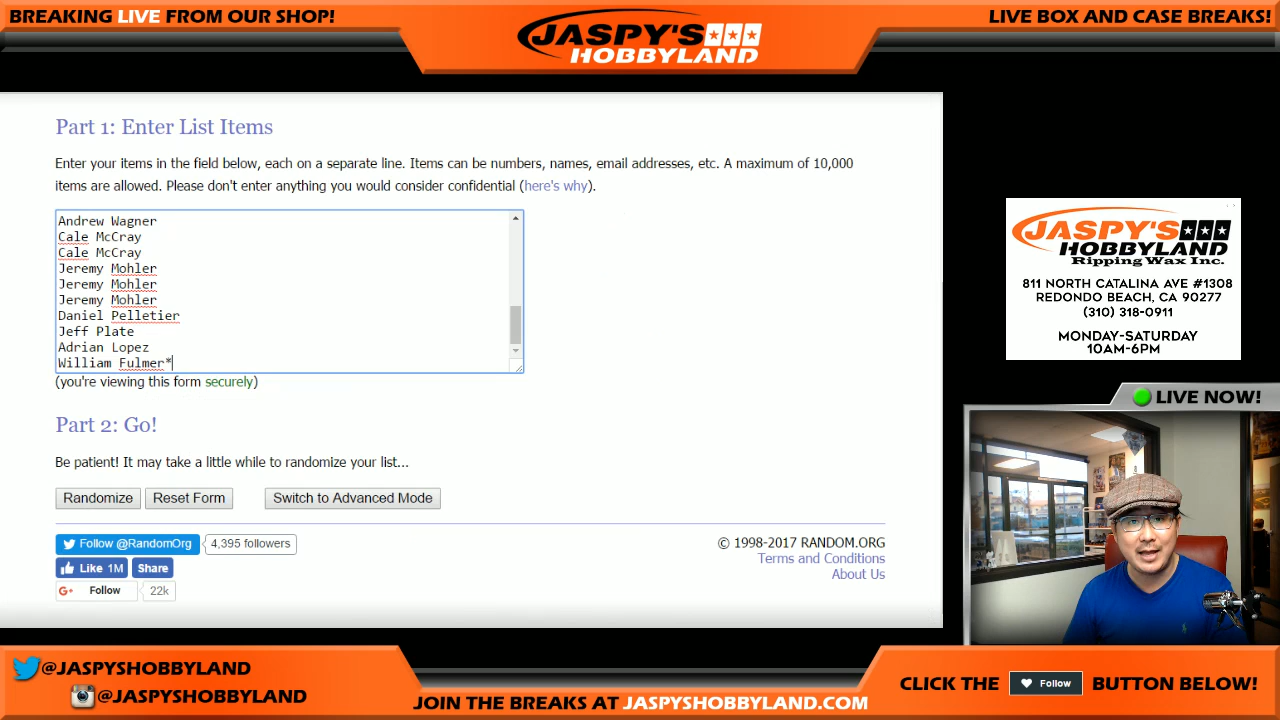 BREAKING LIVE FROM OUR SHOP!
JASPY'S
HOBBYLAND
LIVE BOX AND CASE BREAKS!
Part 1: Enter List Items
Enter your items in the field below, each on a separate line. Items can be numbers, names, email addresses, etc. A maximum of 10,000
items are allowed. Please don't enter anything you would consider confidential (here's why).
Andrew Wagner
Cale McCray
Cale McCray
Jeremy Mohler
Jeremy Mohler
Jeremy Mohler
Daniel Pelletier
Jeff Plate
Adrian Lopez
William Fulmer*
(you're viewing this form securely)
Part 2: Go!
Be patient! It may take a little while to randomize your list...
Randomize Reset Form Switch to Advanced Mode
Follow @RandomOrg 4,395 followers
Like 1M Share
G+ Follow 22k
© 1998-2017 RANDOM.ORG
Terms and Conditions
About Us
JASPY'S
HOBBYLAND
Ripping Wax Inc.
811 NORTH CATALINA AVE #1308
REDONDO BEACH, CA 90277
(310) 318-0911
MONDAY-SATURDAY
10AM-6PM
LIVE NOW!
@JASPYSHOBBYLAND
@JASPYSHOBBYLAND
JOIN THE BREAKS AT JASPYSHOBBYLAND.COM
CLICK THE Follow BUTTON BELOW!